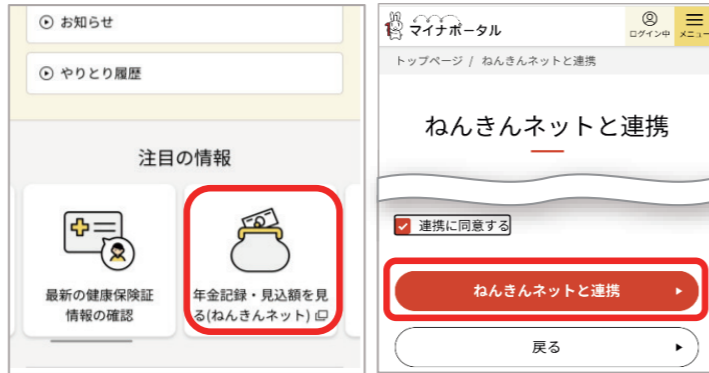 お知らせ
やりとり履歴
注目の情報
最新の健康保険証
情報の確認
年金記録・見込額を見
る(ねんきんネット)
マイナポータル
ログイン中
メニュー
トップページ / ねんきんネットと連携
ねんきんネットと連携
連携に同意する
ねんきんネットと連携
戻る